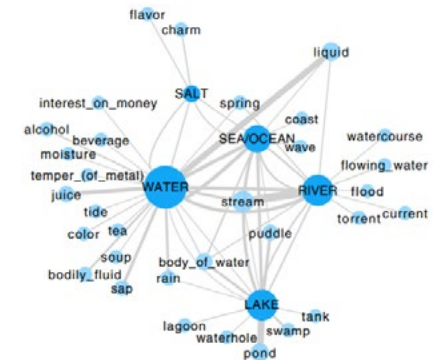 flavor
charm
liquid
SALT
interest_on_money
spring
coast
alcohol
beverage
SEA/OCEAN
wave
watercourse
moisture
flowing_water
temper_(of_metal)
WATER
juice
RIVER
flood
stream
tide
torrent
current
color
tea
puddle
soup
body_of_water
bodily_fluid
rain
sap
LAKE
tank
lagoon
swamp
waterhole
pond